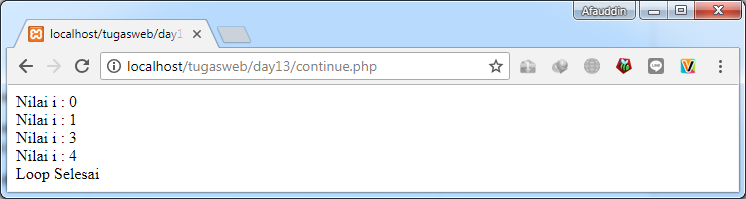 Afauddin
localhost/tugasweb/day1
localhost/tugasweb/day13/continue.php
Nilai i : 0
Nilai i : 1
Nilai i : 3
Nilai i : 4
Loop Selesai